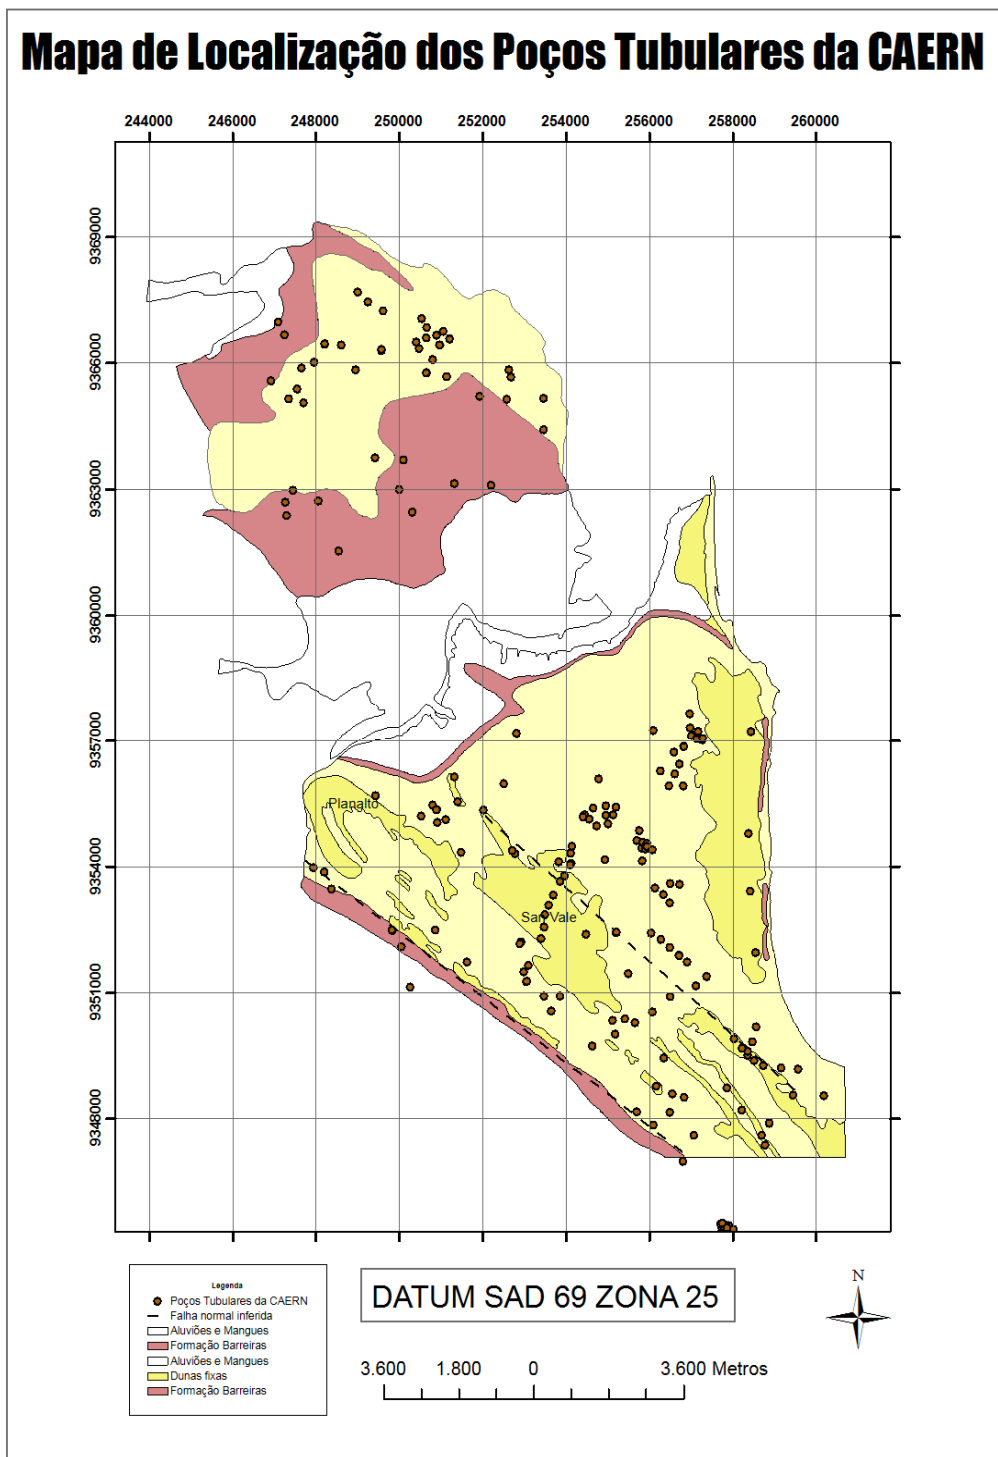 Mapa de Localização dos Poços Tubulares da CAERN
244000 246000 248000 250000 252000 254000 256000 258000 260000
9369000
9366000
9363000
9360000
9357000
9354000
9351000
9348000
Planalto
San Vale
Legenda
Poços Tubulares da CAERN
Falha normal inferida
Aluviões e Mangues
Formação Barreiras
Aluviões e Mangues
Dunas fixas
Formação Barreiras
DATUM SAD 69 ZONA 25
N
3.600 1.800 0 3.600 Metros